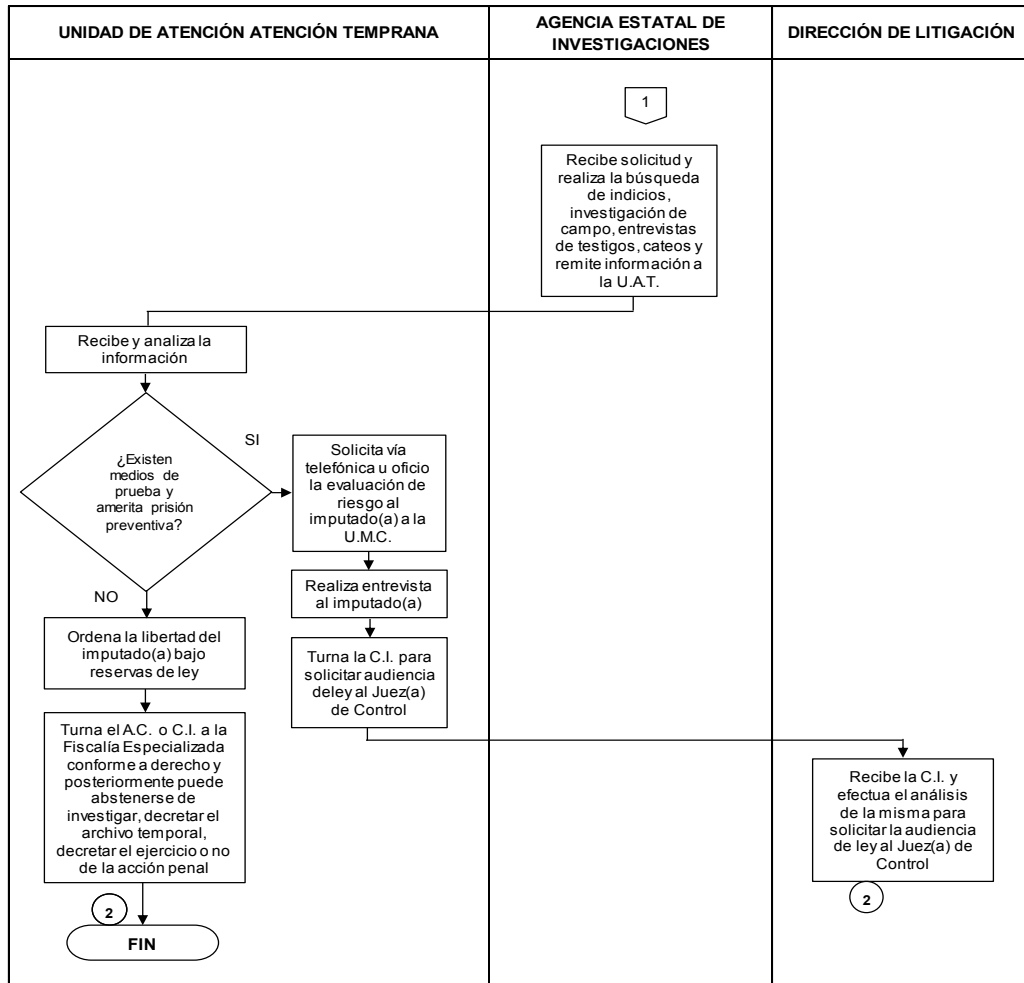 UNIDAD DE ATENCIÓN ATENCIÓN TEMPRANA
AGENCIA ESTATAL DE
INVESTIGACIONES
DIRECCIÓN DE LITIGACIÓN
1
Recibe solicitud y
realiza la búsqueda
de indicios,
investigación de
campo, entrevistas
de testigos, cateos y
remite información a
la U.A.T.
Recibe y analiza la
información
¿Existen
medios de
prueba y
amerita prisión
preventiva?
SI
Solicita vía
telefónica u oficio
la evaluación de
riesgo al
imputado(a) a la
U.M.C.
Realiza entrevista
al imputado(a)
Turna la C.I. para
solicitar audiencia
deley al Juez(a)
de Control
NO
Ordena la libertad del
imputado(a) bajo
reservas de ley
Turna el A.C. o C.I. a la
Fiscalía Especializada
conforme a derecho y
posteriormente puede
abstenerse de
investigar, decretar el
archivo temporal,
decretar el ejercicio o no
de la acción penal
2
FIN
Recibe la C.I. y
efectua el análisis
de la misma para
solicitar la audiencia
de ley al Juez(a) de
Control
2